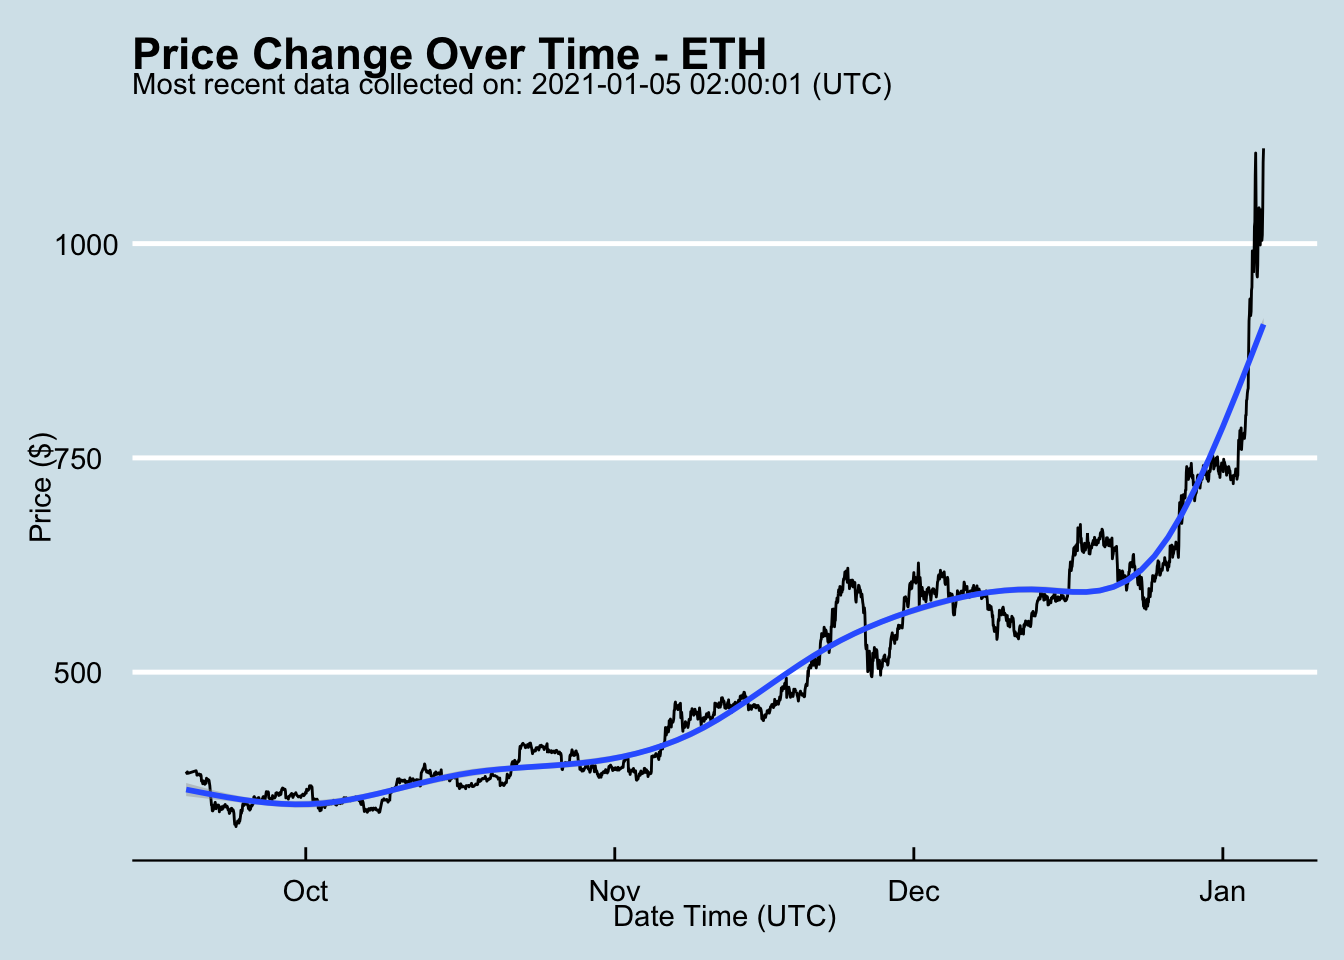 Price Change Over Time - ETH
Most recent data collected on: 2021-01-05 02:00:01 (UTC)
1000
750
500
Price ($)
Oct Nov Dec Jan
Date Time (UTC)